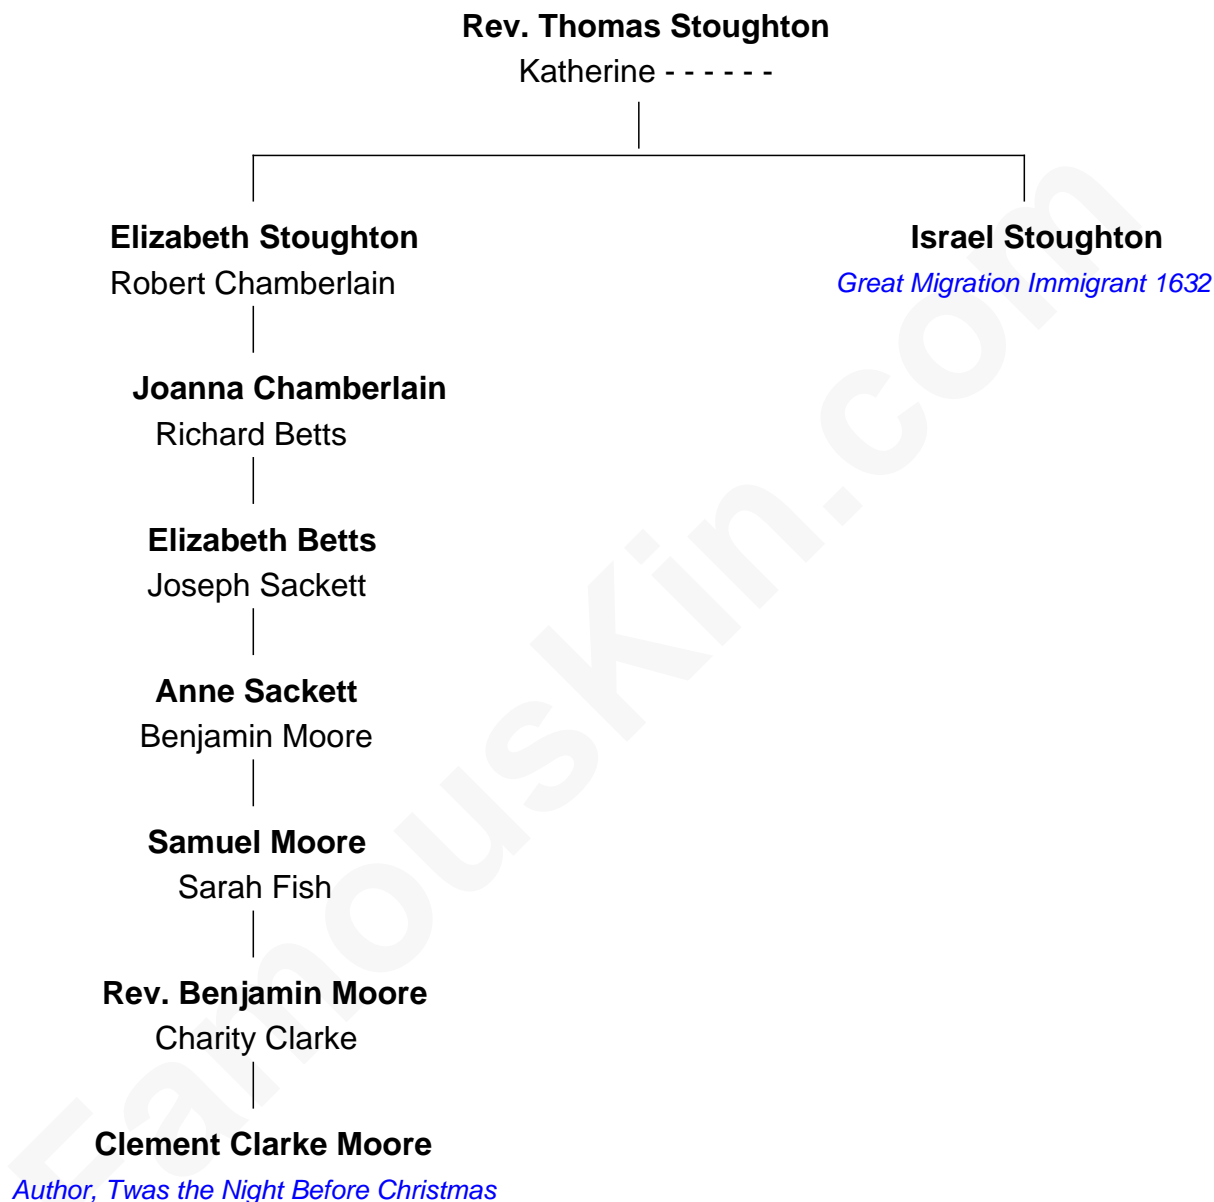 Rev. Thomas Stoughton
Katherine - - - - - -
Elizabeth Stoughton
Robert Chamberlain
Israel Stoughton
Great Migration Immigrant 1632
Joanna Chamberlain
Richard Betts
Elizabeth Betts
Joseph Sackett
Anne Sackett
Benjamin Moore
Samuel Moore
Sarah Fish
Rev. Benjamin Moore
Charity Clarke
Clement Clarke Moore
Author, Twas the Night Before Christmas
FamousKin.com